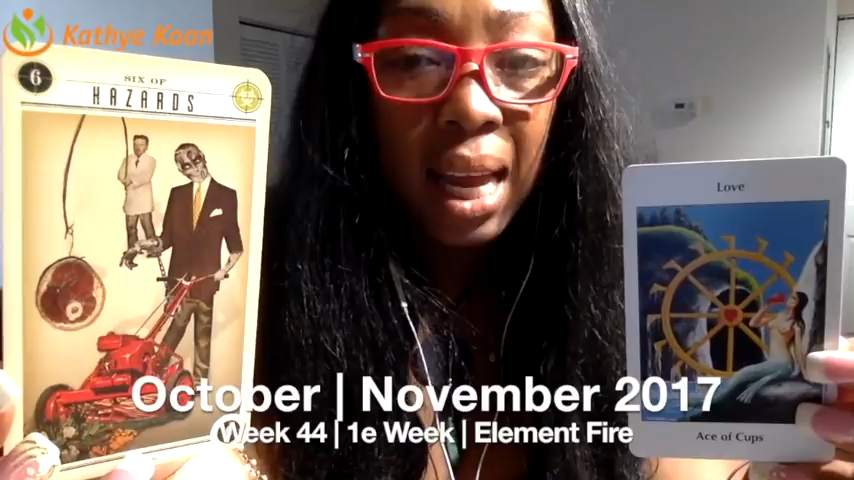 Kathye Kaan
6
SIX OF
HAZARDS
Love
October | November 2017
Week 44 | 1e Week | Element Fire
Ace of Cups